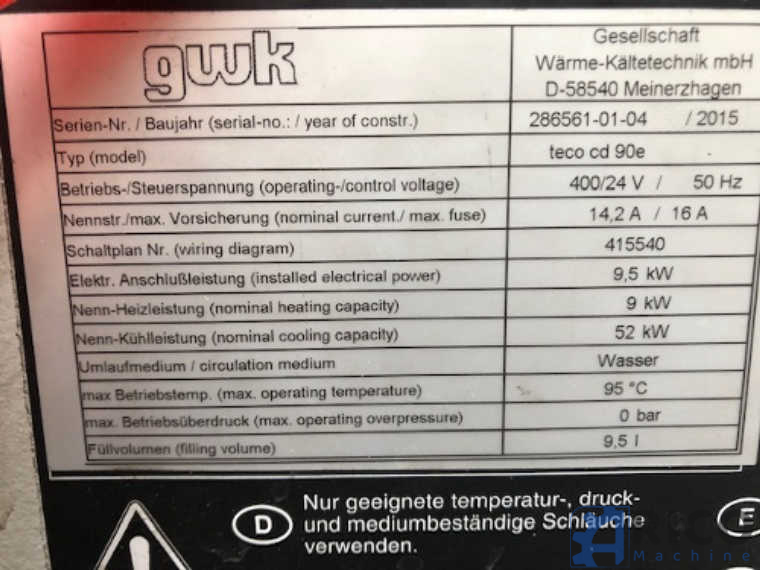 gwk
Gesellschaft
Wärme-Kältetechnik mbH
D-58540 Meinerzhagen
Serien-Nr. / Baujahr (serial-no.: / year of constr.) 286561-01-04 / 2015
Typ (model) teco cd 90e
Betriebs-/Steuerspannung (operating-/control voltage) 400/24 V / 50 Hz
Nennstr./max. Vorsicherung (nominal current./ max. fuse) 14,2 A / 16 A
Schaltplan Nr. (wiring diagram) 415540
Elektr. Anschlußleistung (installed electrical power) 9,5 kW
Nenn-Heizleistung (nominal heating capacity) 9 kW
Nenn-Kühlleistung (nominal cooling capacity) 52 kW
Umlaufmedium / circulation medium Wasser
max Betriebstemp. (max. operating temperature) 95 °C
max. Betriebsüberdruck (max. operating overpressure) 0 bar
Füllvolumen (filling volume) 9,5 l
D Nur geeignete temperatur-, druck-
und mediumbeständige Schläuche
verwenden.
E
Machine